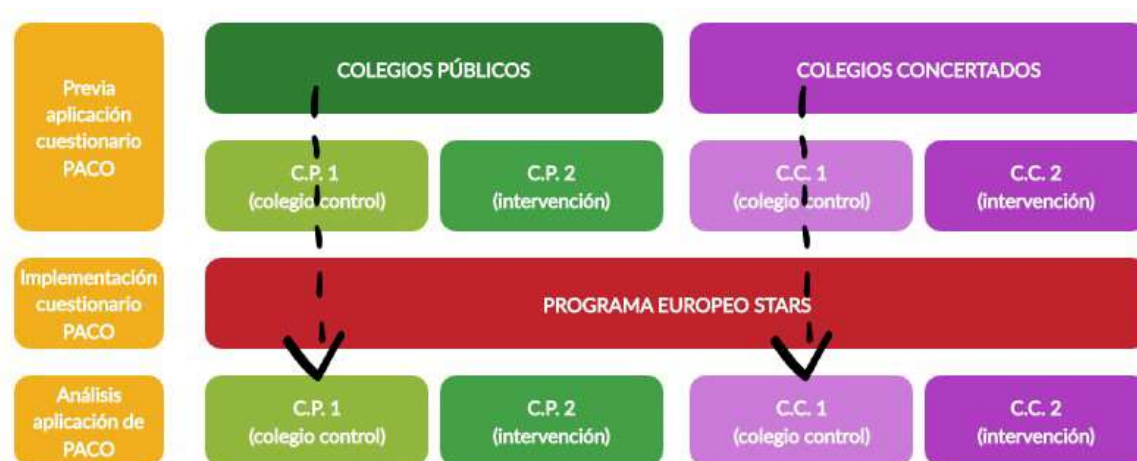 COLEGIOS PÚBLICOS
COLEGIOS CONCERTADOS
Previa
aplicación
cuestionario
PACO
C.P. 1
(colegio control)
C.P. 2
(intervención)
C.C. 1
(colegio control)
C.C. 2
(intervención)
Implementación
cuestionario
PACO
PROGRAMA EUROPEO STARS
Análisis
aplicación de
PACO
C.P. 1
(colegio control)
C.P. 2
(intervención)
C.C. 1
(colegio control)
C.C. 2
(intervención)